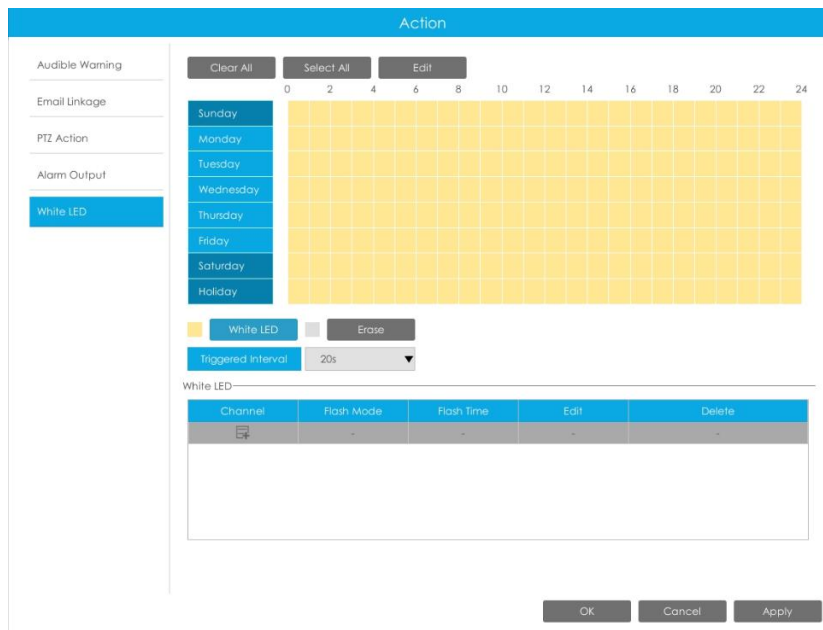 Action
Audible Warning
Email Linkage
PTZ Action
Alarm Output
White LED
Clear All Select All Edit
0 2 4 6 8 10 12 14 16 18 20 22 24
Sunday
Monday
Tuesday
Wednesday
Thursday
Friday
Saturday
Holiday
White LED Erase
Triggered Interval 20s
White LED
Channel Flash Mode Flash Time Edit Delete
- - - -
OK Cancel Apply